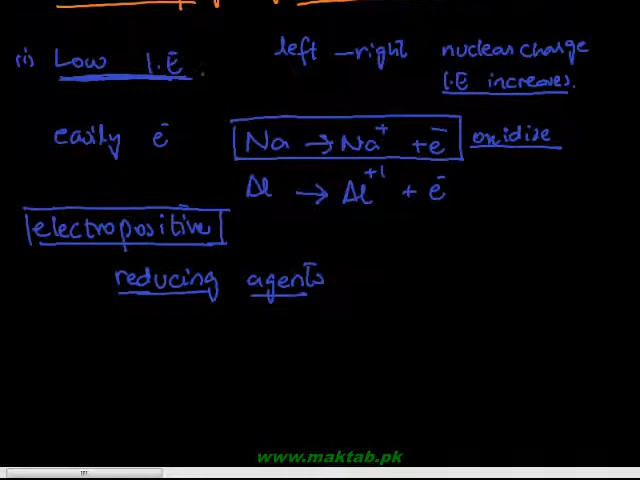 (i) Low I.E left – right nuclear charge
I.E increases.
easily e⁻ Na → Na⁺ + e⁻ oxidise
Al → Al⁺¹ + e⁻
electropositive
reducing agents
www.maktab.pk